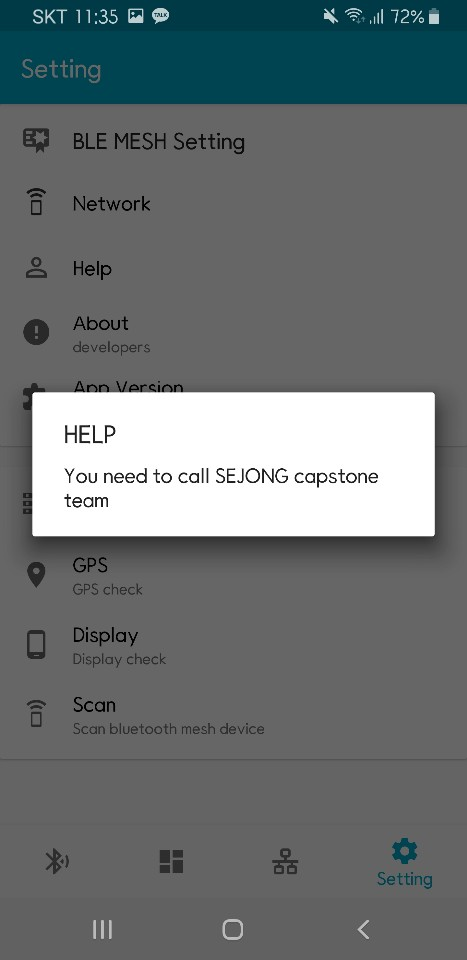 SKT 11:35 TALK 72%
Setting
BLE MESH Setting
Network
Help
About
developers
App Version
HELP
You need to call SEJONG capstone
team
GPS
GPS check
Display
Display check
Scan
Scan bluetooth mesh device
Setting